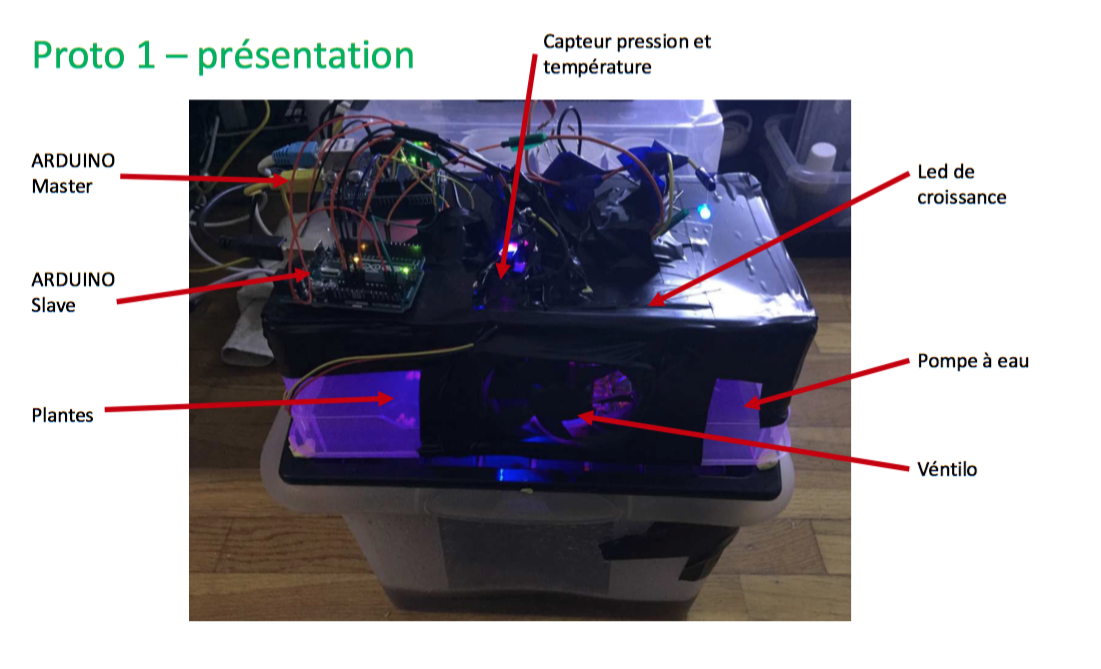 Proto 1 – présentation
Capteur pression et
température
ARDUINO
Master
Led de
croissance
ARDUINO
Slave
Pompe à eau
Plantes
Véntilo